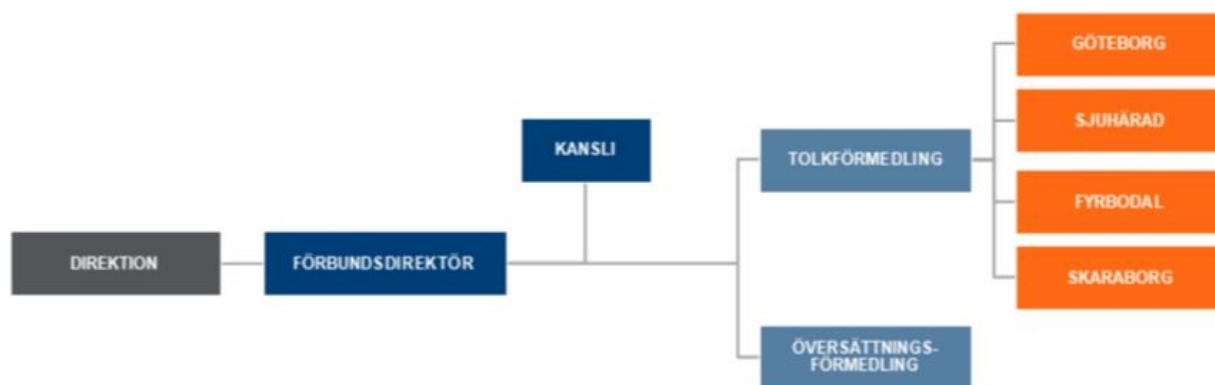 DIREKTION
FÖRBUNDSDIREKTÖR
KANSLI
TOLKFÖRMEDLING
ÖVERSÄTTNINGS-
FÖRMEDLING
GÖTEBORG
SJUHÄRAD
FYRBODAL
SKARABORG